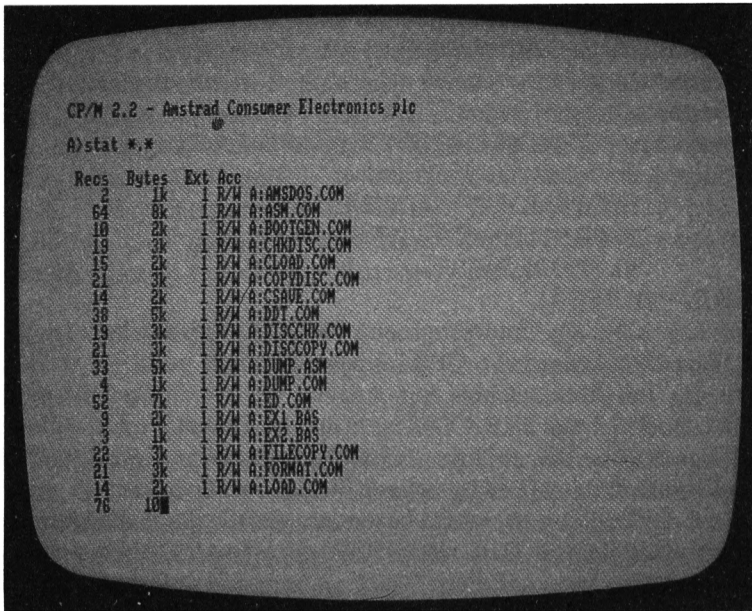 CP/M 2.2 - Amstrad Consumer Electronics plc
A>stat *.*
Recs Bytes Ext Acc
2 1k 1 R/W A:AMSDOS.COM
64 8k 1 R/W A:ASM.COM
10 2k 1 R/W A:BOOTGEN.COM
19 3k 1 R/W A:CHKDISC.COM
15 2k 1 R/W A:CLOAD.COM
21 3k 1 R/W A:COPYDISC.COM
14 2k 1 R/W A:CSAVE.COM
38 5k 1 R/W A:DDT.COM
19 3k 1 R/W A:DISCCHK.COM
21 3k 1 R/W A:DISCCOPY.COM
33 5k 1 R/W A:DUMP.ASM
4 1k 1 R/W A:DUMP.COM
52 7k 1 R/W A:ED.COM
9 2k 1 R/W A:EX1.BAS
3 1k 1 R/W A:EX2.BAS
22 3k 1 R/W A:FILECOPY.COM
21 3k 1 R/W A:FORMAT.COM
14 2k 1 R/W A:LOAD.COM
76 10